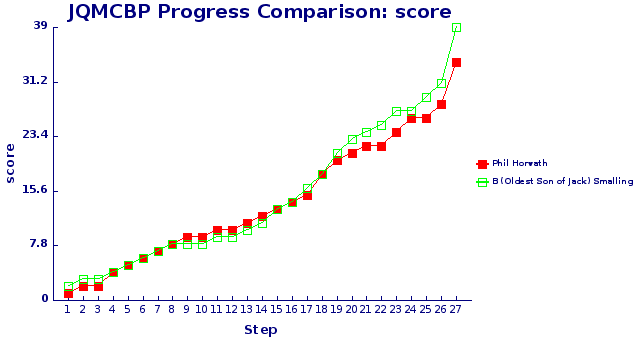 JQMCBP Progress Comparison: score
39
31.2
23.4
15.6
7.8
0
score
1 2 3 4 5 6 7 8 9 10 11 12 13 14 15 16 17 18 19 20 21 22 23 24 25 26 27
Step
Phil Horvath
B (Oldest Son of Jack) Smalling